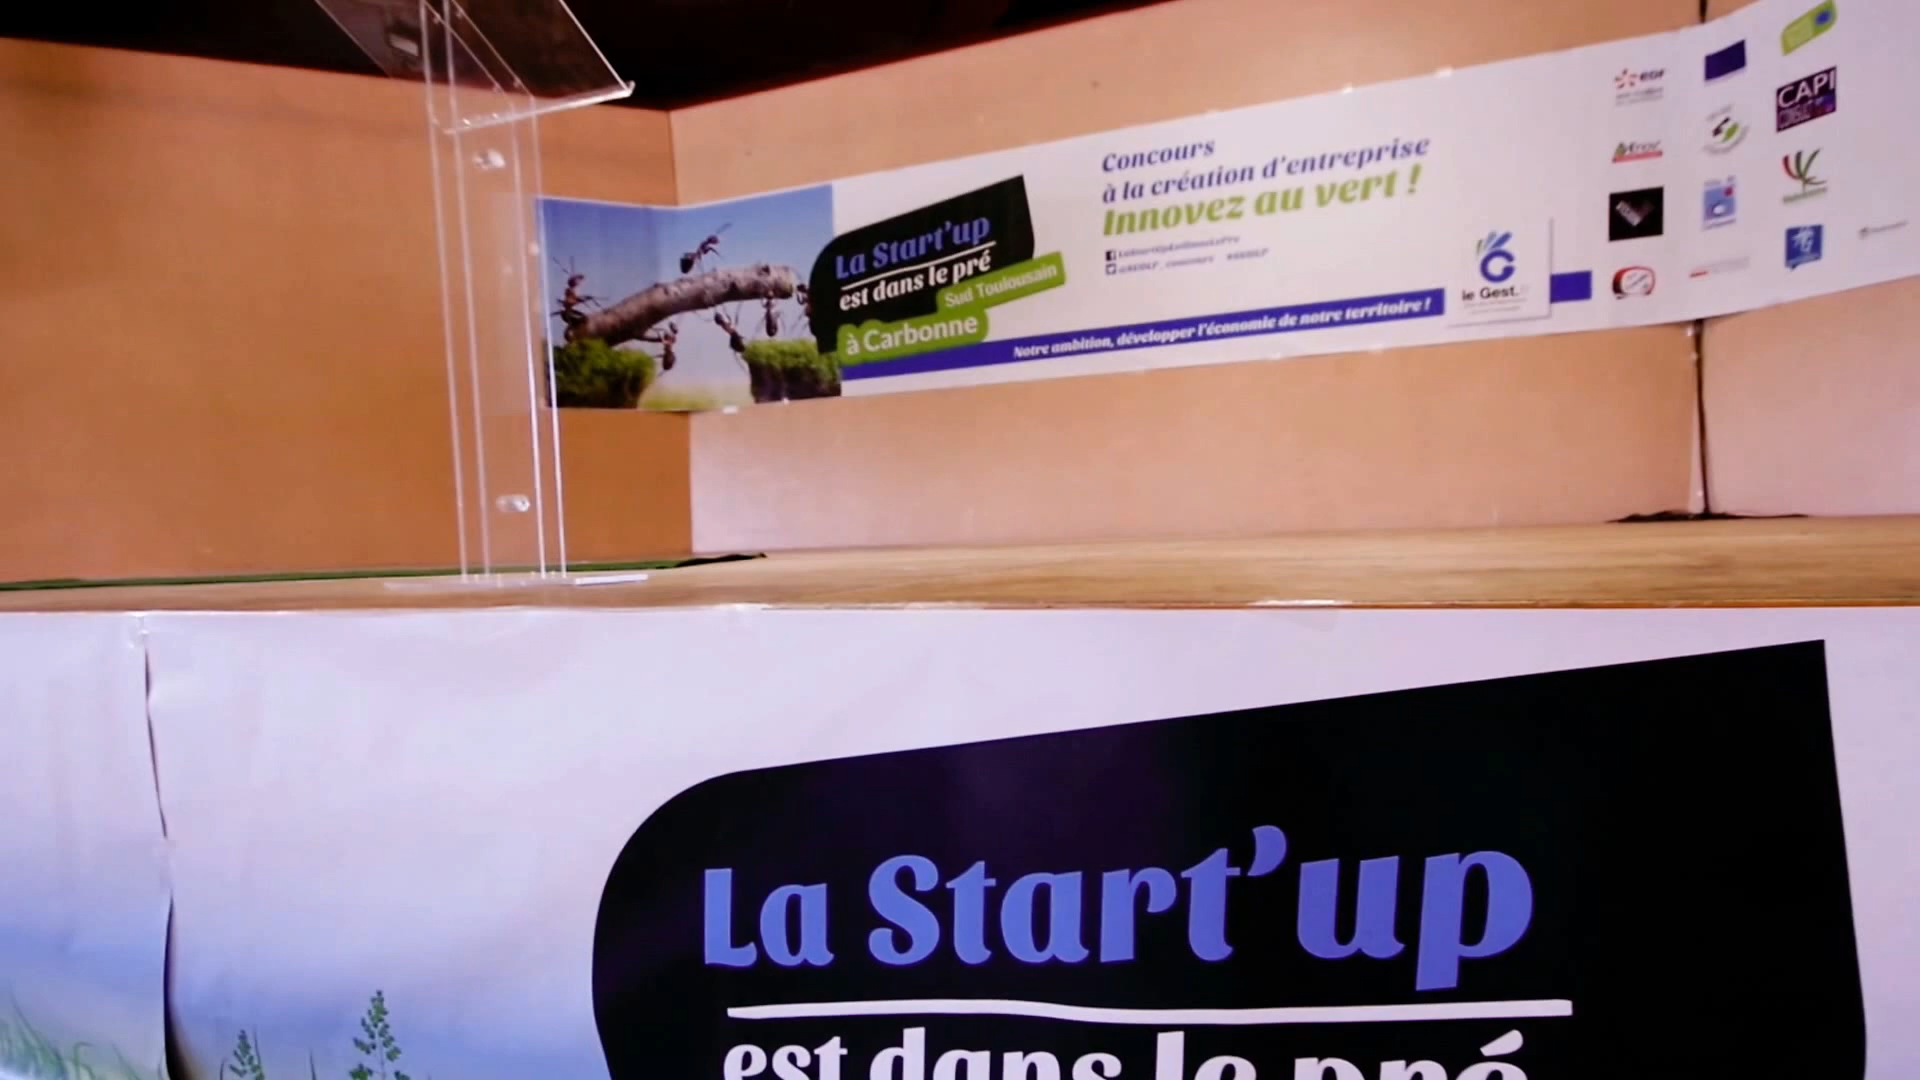 Concours
à la création d'entreprise
Innovez au vert !
La Start'up
est dans le pré
Sud Toulousain
à Carbonne
Notre ambition, développer l'économie de notre territoire !
le Gest.
edf
CAPI
La Start'up
est dans le pré